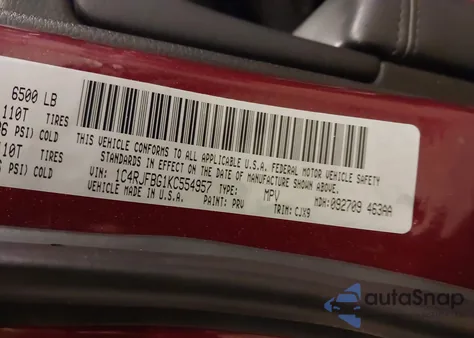 6500 LB
110T TIRES
6 PSI) COLD
10T TIRES
PSI) COLD
THIS VEHICLE CONFORMS TO ALL APPLICABLE U.S.A. FEDERAL MOTOR VEHICLE SAFETY
STANDARDS IN EFFECT ON THE DATE OF MANUFACTURE SHOWN ABOVE.
VIN: 1C4RJFBG1KC554957 TYPE: MPV MDH: 092709 463AA
MADE IN U.S.A. PAINT: PRV TRIM: CJX9
autoSnap